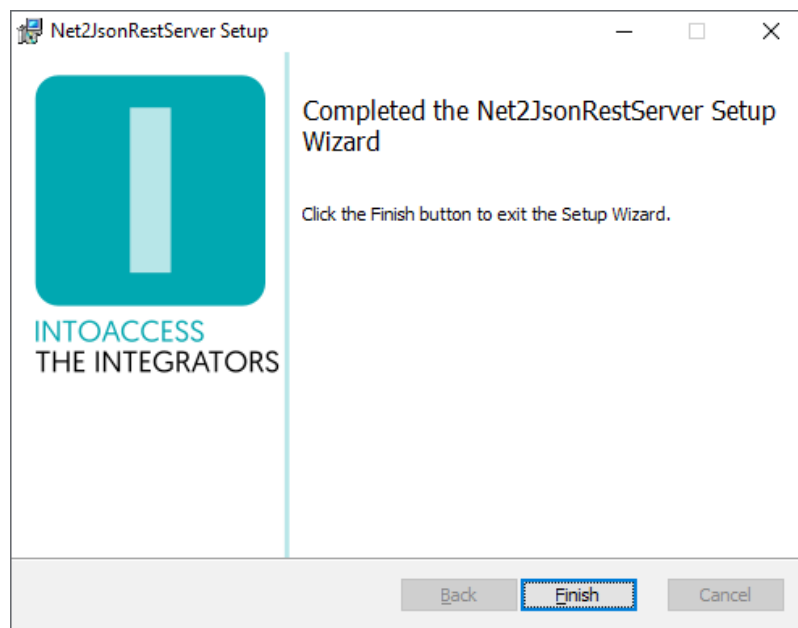 Net2JsonRestServer Setup
INTOACCESS
THE INTEGRATORS
Completed the Net2JsonRestServer Setup
Wizard
Click the Finish button to exit the Setup Wizard.
Back Finish Cancel